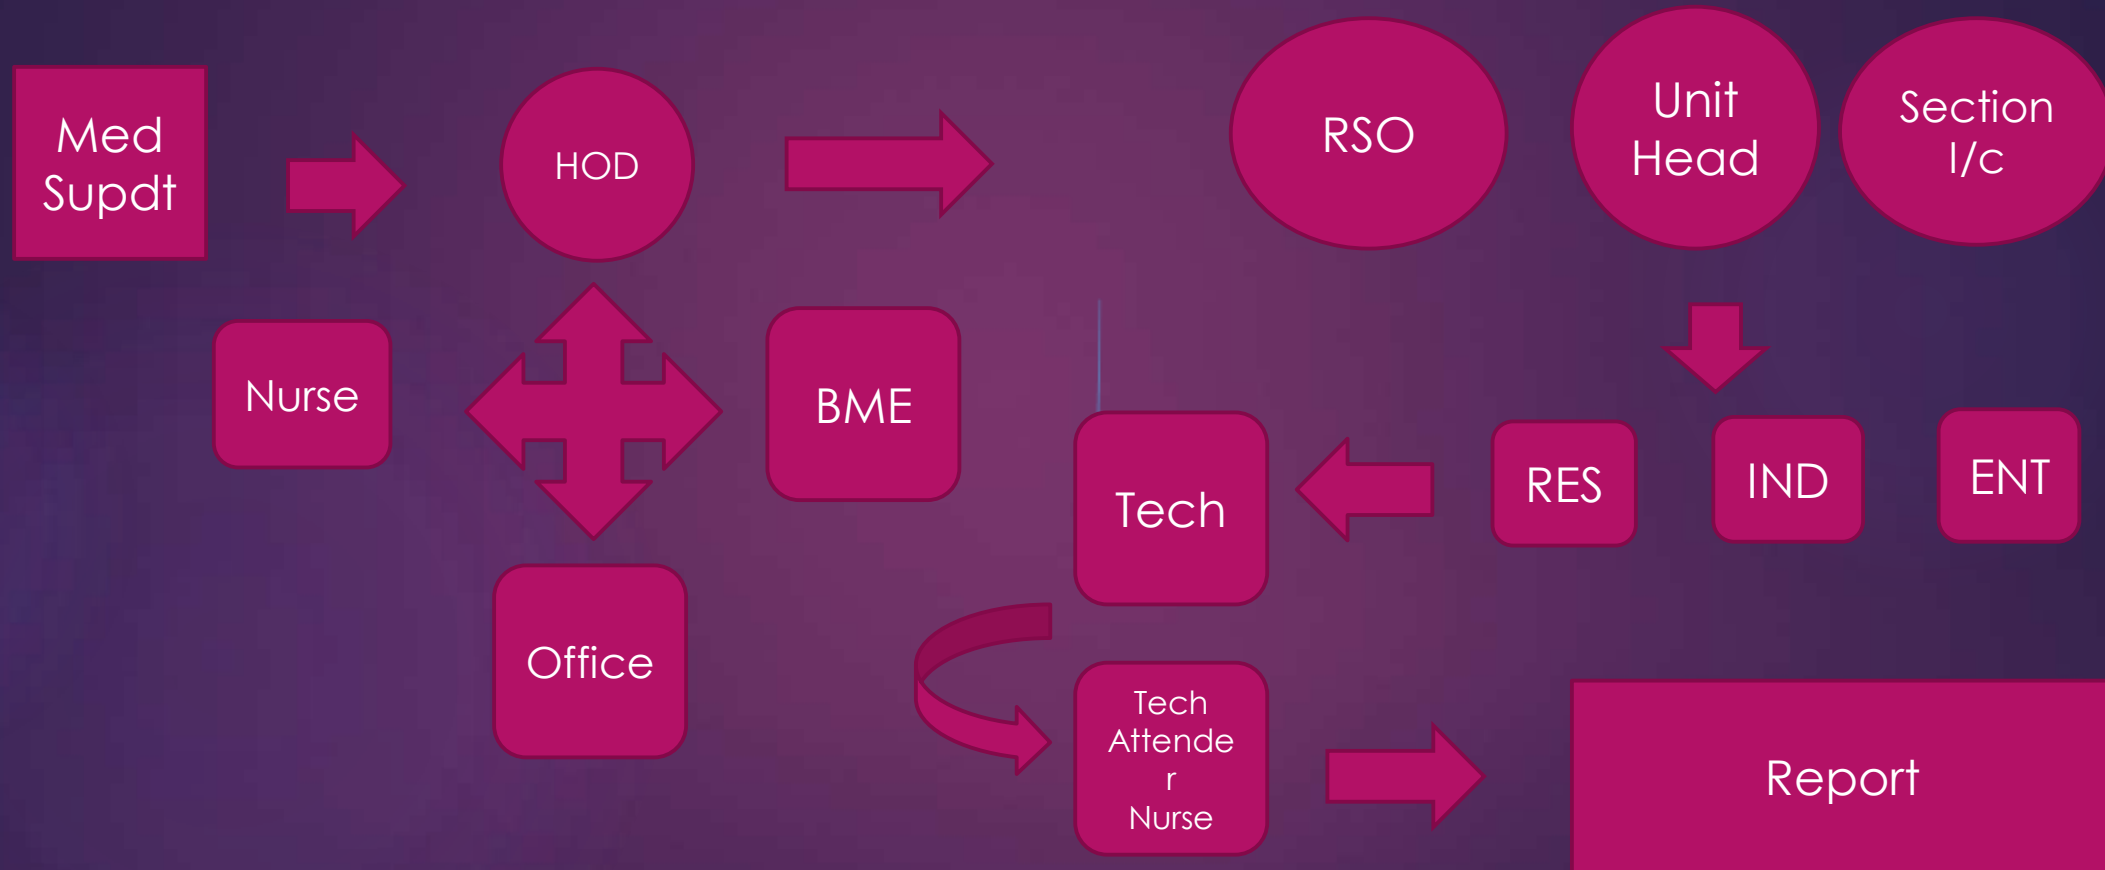 Med
Supdt
HOD
RSO
Unit
Head
Section
I/c
Nurse
BME
Tech
RES
IND
ENT
Office
Tech
Attende
r
Nurse
Report